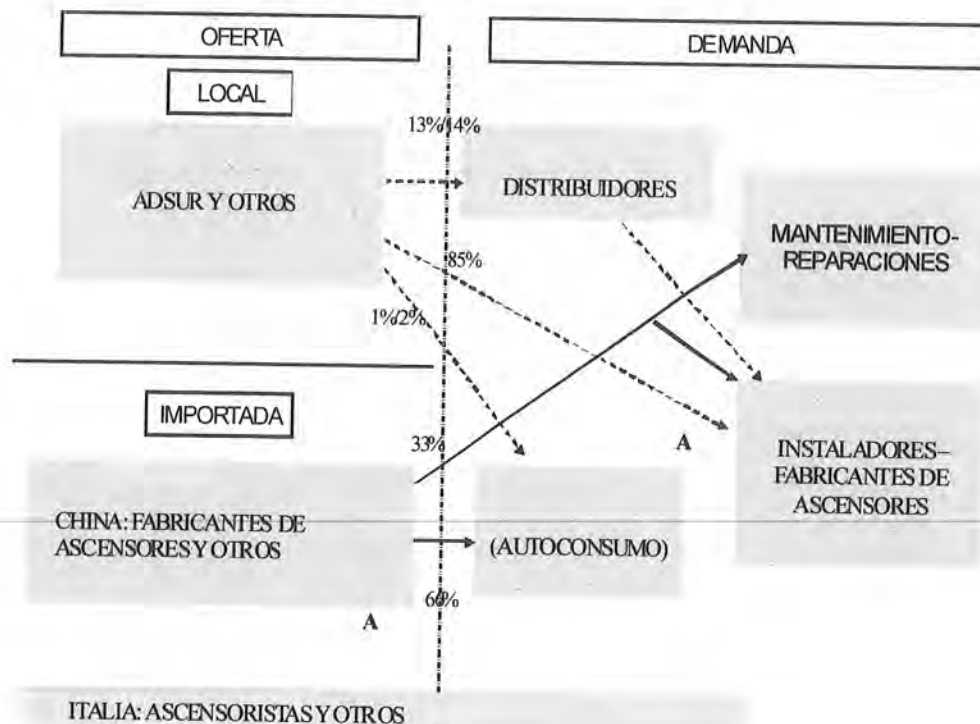 OFERTA
DEMANDA
LOCAL
13%/14%
ADSUR Y OTROS
DISTRIBUIDORES
MANTENIMIENTO-
REPARACIONES
85%
1%/2%
IMPORTADA
33%
A
INSTALADORES–
FABRICANTES DE
ASCENSORES
CHINA: FABRICANTES DE
ASCENSORES Y OTROS
(AUTOCONSUMO)
A
ITALIA: ASCENSORISTAS Y OTROS